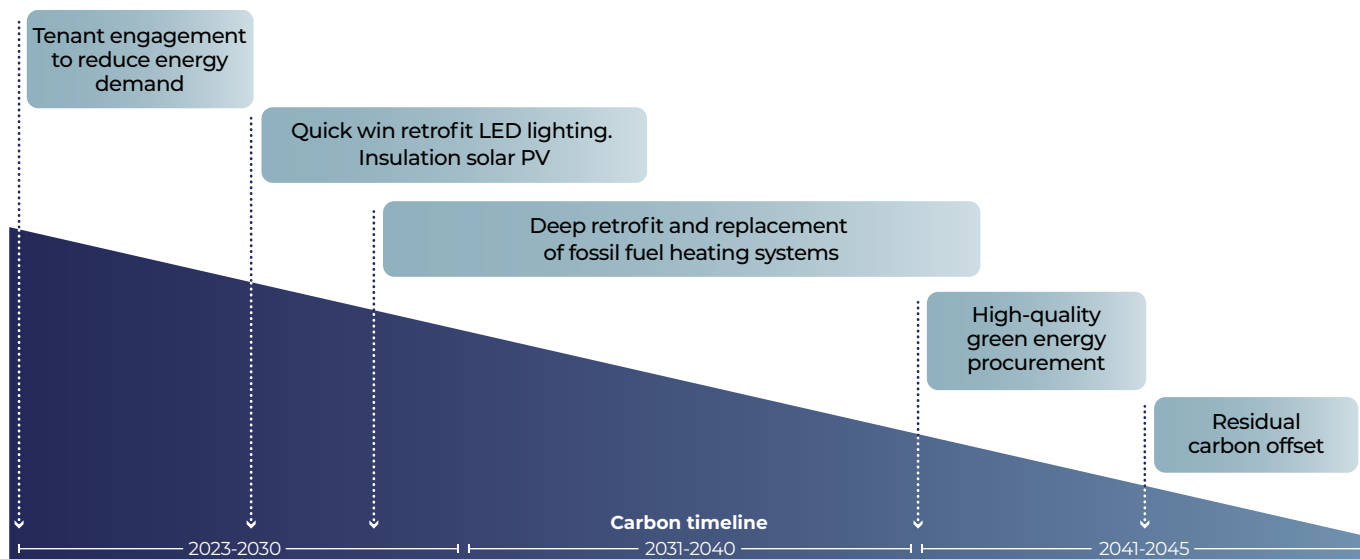 Tenant engagement
to reduce energy
demand
Quick win retrofit LED lighting.
Insulation solar PV
Deep retrofit and replacement
of fossil fuel heating systems
High-quality
green energy
procurement
Residual
carbon offset
Carbon timeline
2023-2030
2031-2040
2041-2045